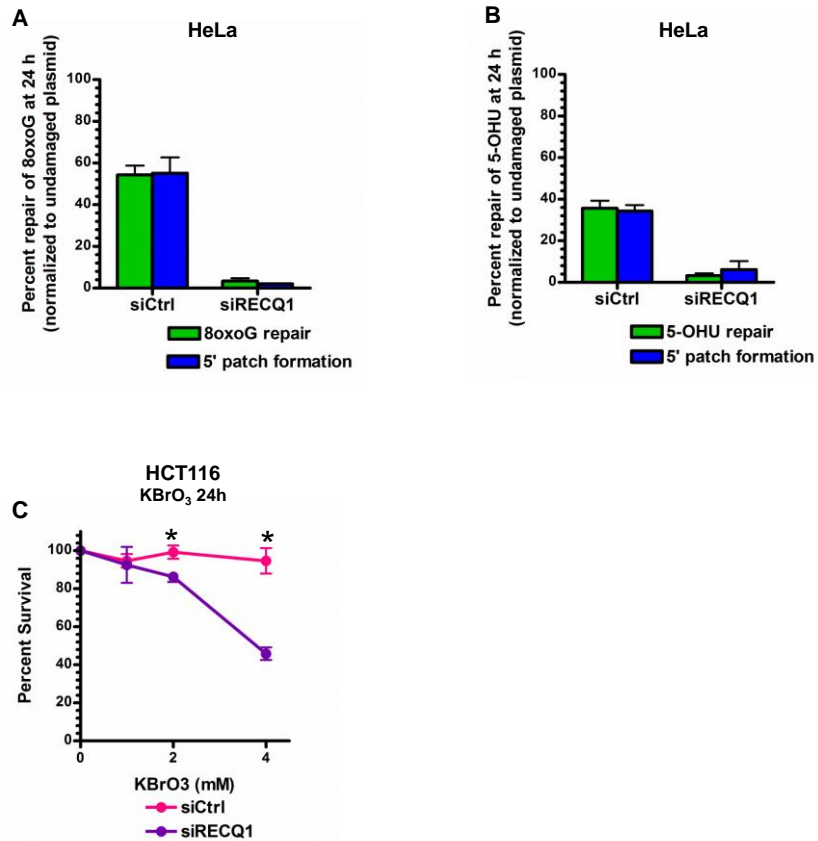 A
HeLa
Percent repair of 8oxoG at 24 h
(normalized to undamaged plasmid)
100
80
60
40
20
0
siCtrl siRECQ1
8oxoG repair
5' patch formation
B
HeLa
Percent repair of 5-OHU at 24 h
(normalized to undamaged plasmid)
100
80
60
40
20
0
siCtrl siRECQ1
5-OHU repair
5' patch formation
C
HCT116
KBrO3 24h
Percent Survival
100
80
60
40
20
0
* *
0 2 4
KBrO3 (mM)
siCtrl
siRECQ1